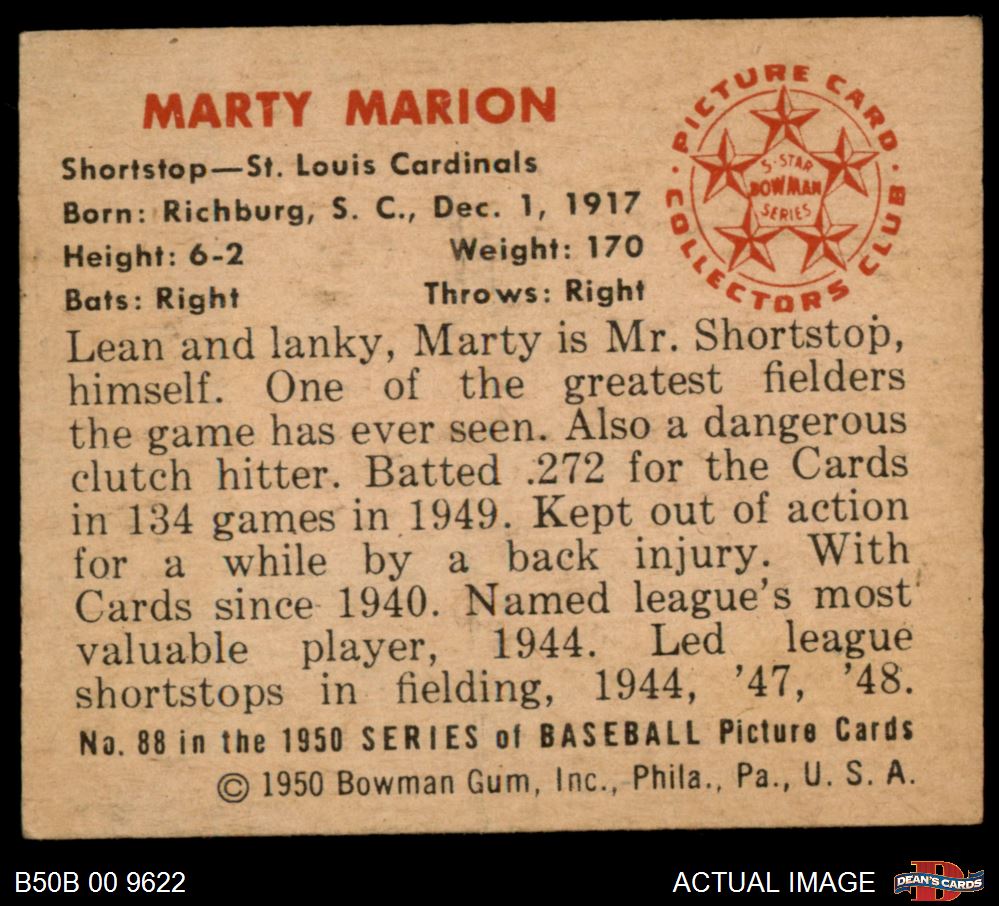 MARTY MARION
Shortstop—St. Louis Cardinals
Born: Richburg, S. C., Dec. 1, 1917
Height: 6-2 Weight: 170
Bats: Right Throws: Right
· PICTURE CARD ·
COLLECTORS CLUB
5-STAR
BOWMAN
SERIES
Lean and lanky, Marty is Mr. Shortstop,
himself. One of the greatest fielders
the game has ever seen. Also a dangerous
clutch hitter. Batted .272 for the Cards
in 134 games in 1949. Kept out of action
for a while by a back injury. With
Cards since 1940. Named league's most
valuable player, 1944. Led league
shortstops in fielding, 1944, '47, '48.
No. 88 in the 1950 SERIES of BASEBALL Picture Cards
© 1950 Bowman Gum, Inc., Phila., Pa., U. S. A.
B50B 00 9622
ACTUAL IMAGE
D
DEAN'S CARDS